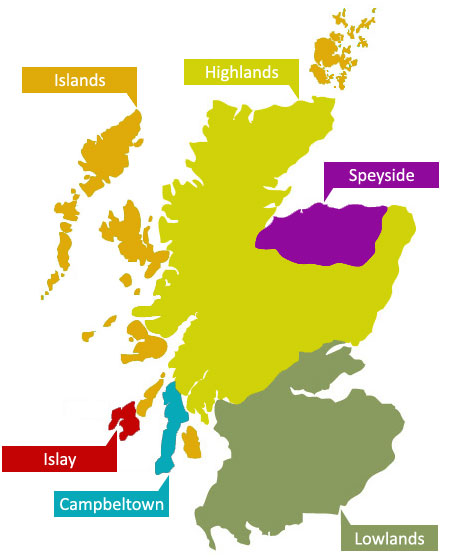 Highlands
Islands
Speyside
Islay
Campbeltown
Lowlands